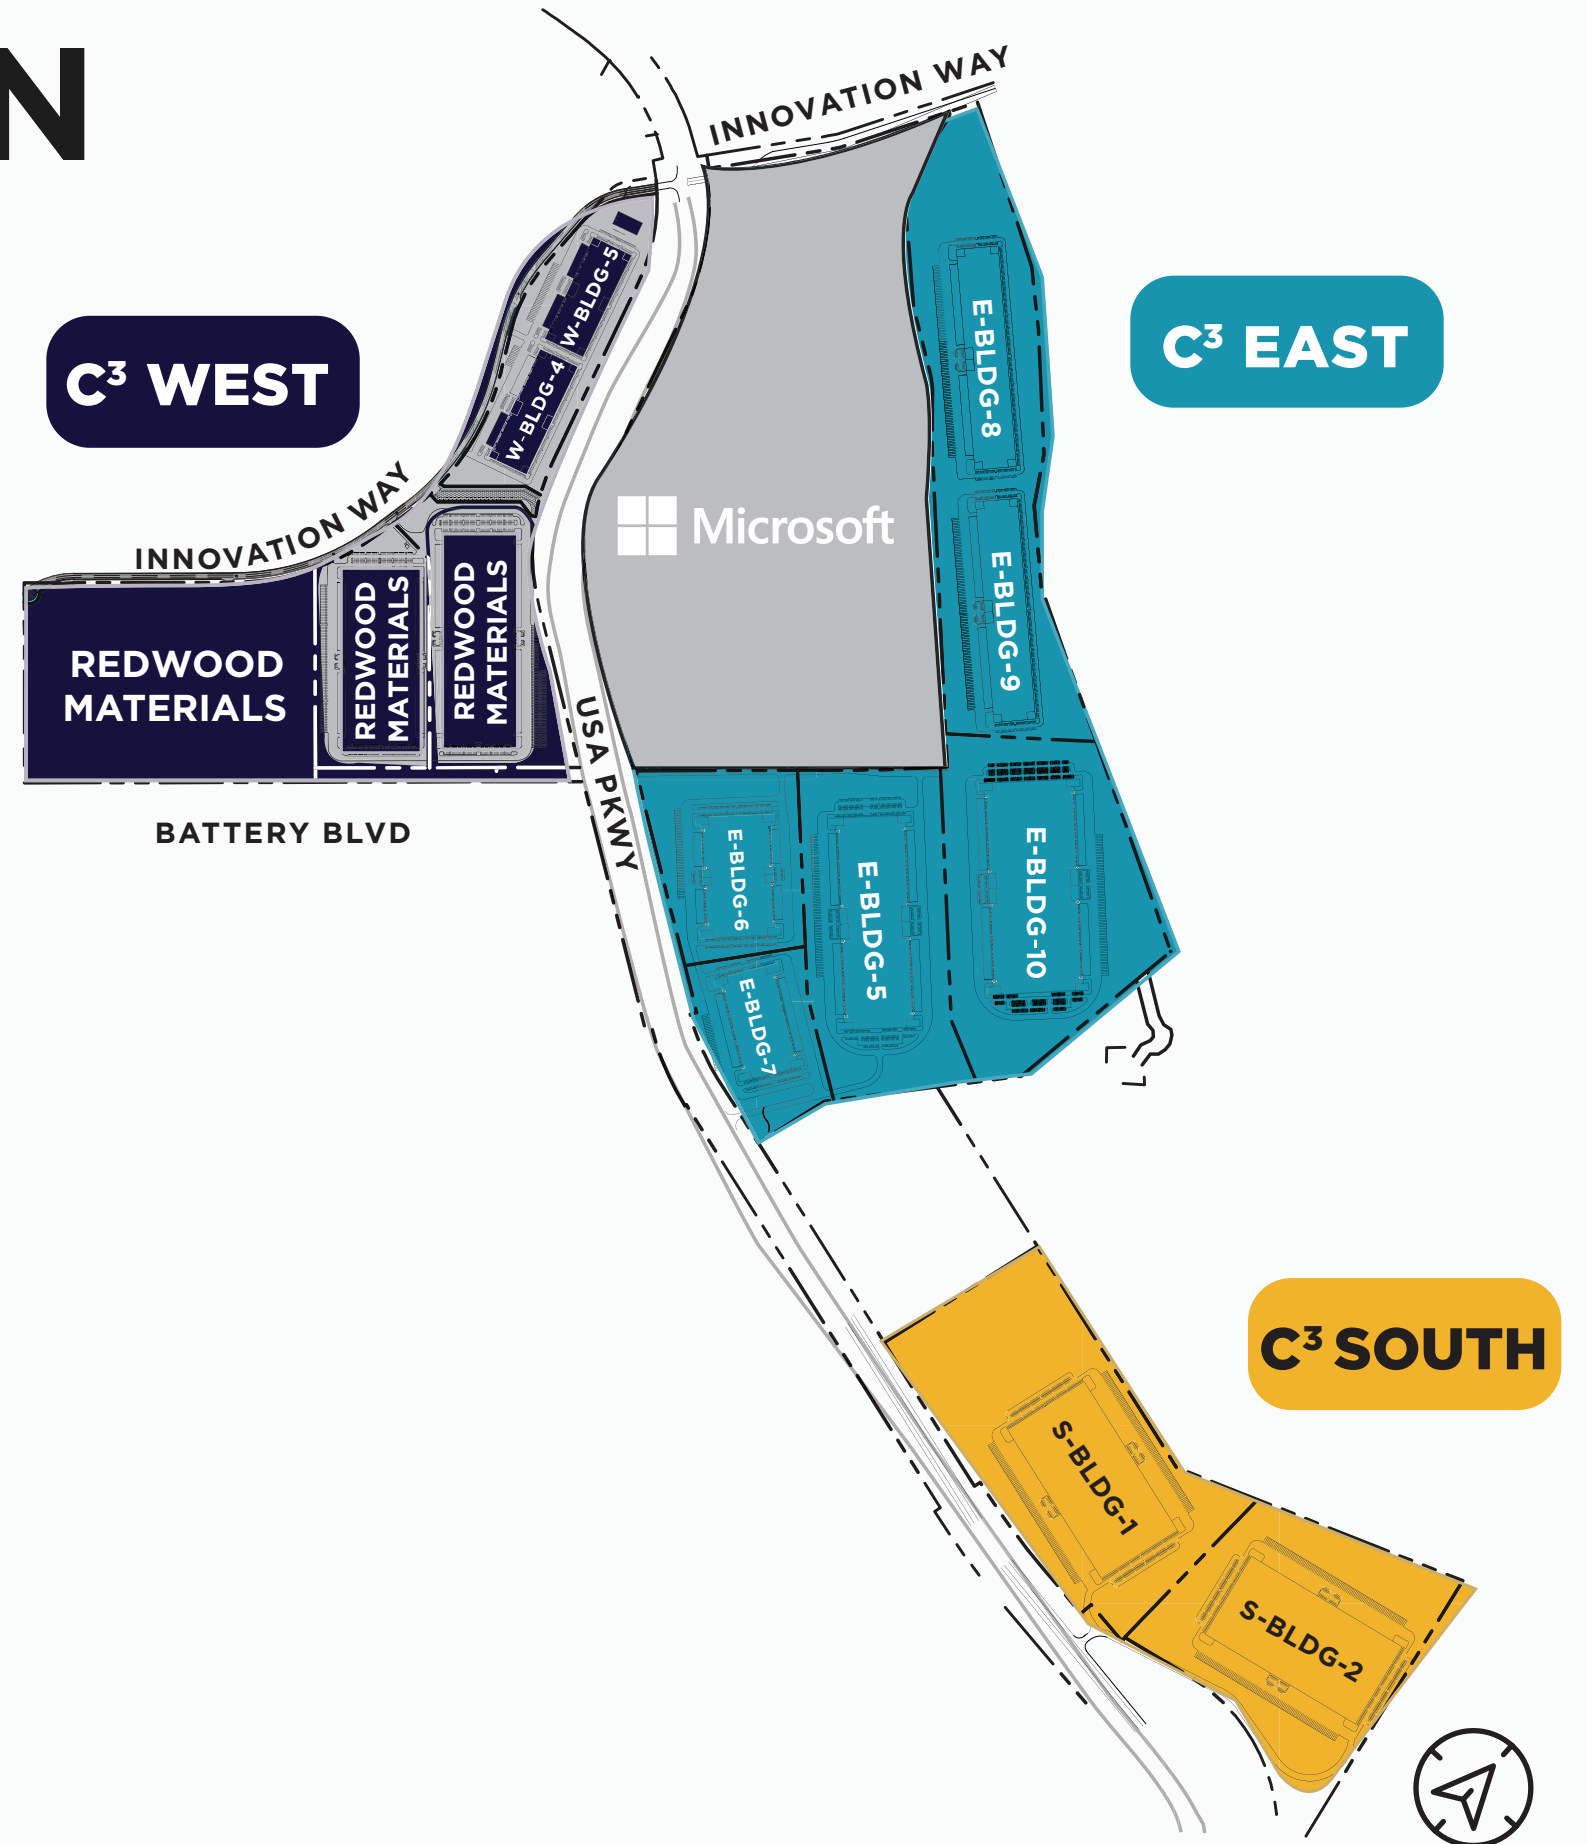 N
INNOVATION WAY
C³ WEST
C³ EAST
W-BLDG-5
W-BLDG-4
E-BLDG-8
INNOVATION WAY
Microsoft
E-BLDG-9
REDWOOD
MATERIALS
REDWOOD
MATERIALS
REDWOOD
MATERIALS
USA PKWY
BATTERY BLVD
E-BLDG-6
E-BLDG-5
E-BLDG-10
E-BLDG-7
C³ SOUTH
S-BLDG-1
S-BLDG-2